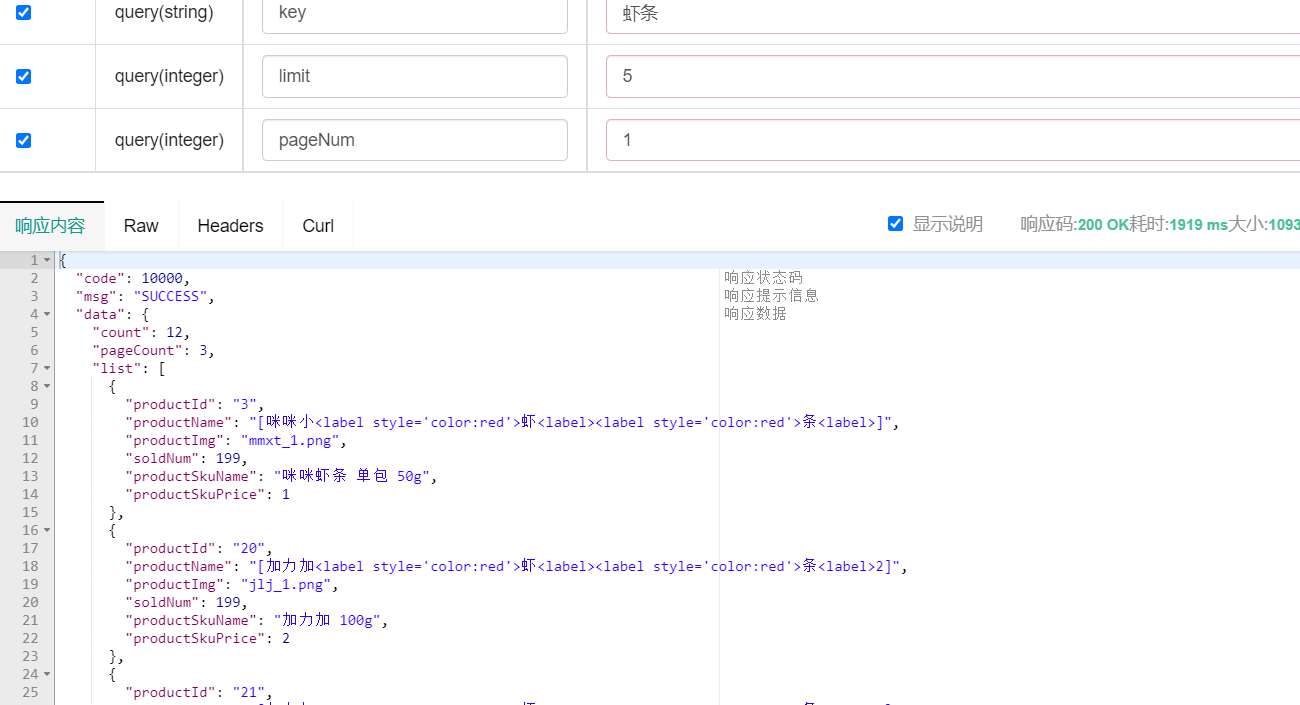 query(string) key 虾条
query(integer) limit 5
query(integer) pageNum 1
响应内容 Raw Headers Curl 显示说明 响应码:200 OK耗时:1919 ms大小:1093
1 {
2 "code": 10000, 响应状态码
3 "msg": "SUCCESS", 响应提示信息
4 "data": { 响应数据
5 "count": 12,
6 "pageCount": 3,
7 "list": [
8 {
9 "productId": "3",
10 "productName": "[咪咪小<label style='color:red'>虾<label><label style='color:red'>条<label>]",
11 "productImg": "mmxt_1.png",
12 "soldNum": 199,
13 "productSkuName": "咪咪虾条 单包 50g",
14 "productSkuPrice": 1
15 },
16 {
17 "productId": "20",
18 "productName": "[加力加<label style='color:red'>虾<label><label style='color:red'>条<label>2]",
19 "productImg": "jlj_1.png",
20 "soldNum": 199,
21 "productSkuName": "加力加 100g",
22 "productSkuPrice": 2
23 },
24 {
25 "productId": "21",